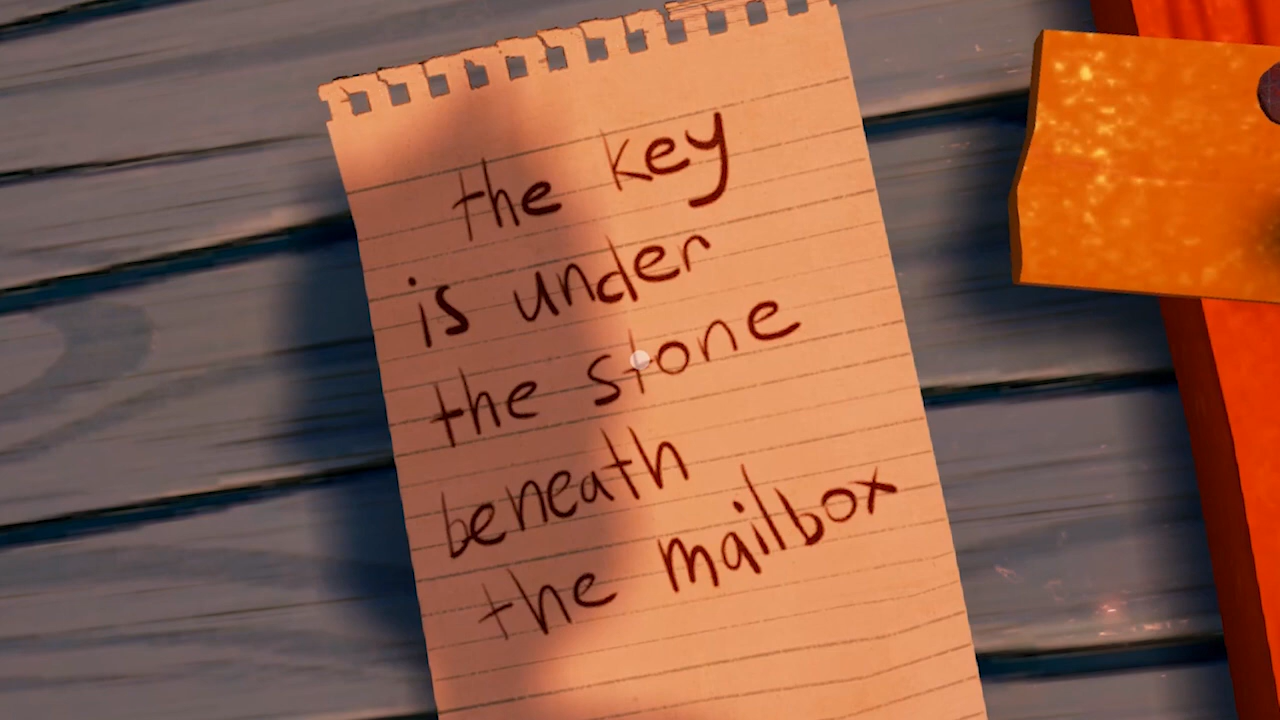 the key
is under
the stone
beneath
the mailbox